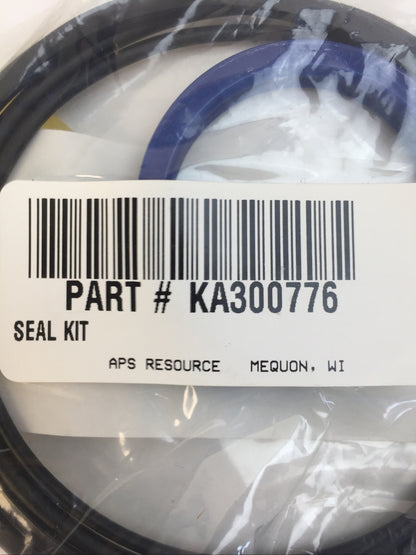 PART # KA300776
SEAL KIT
APS RESOURCE MEQUON, WI